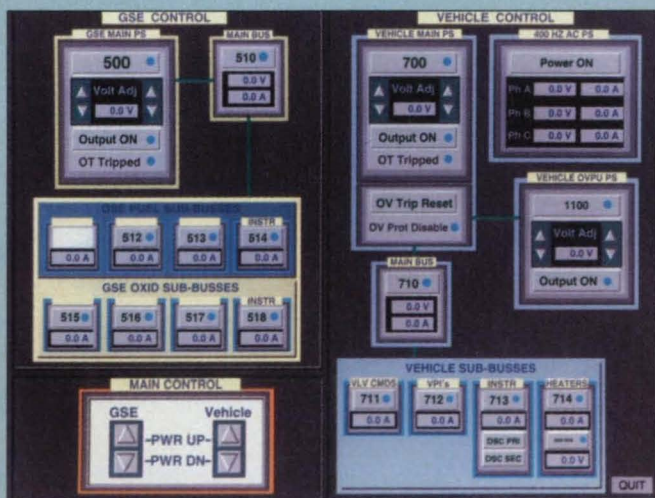 GSE CONTROL
GSE MAIN PS
500
Volt Adj
0.0 V
Output ON
OT Tripped
MAIN BUS
510
0.0 V
0.0 A
GSE FUEL SUB-BUSSES
INSTR
512 513 514
0.0 A 0.0 A 0.0 A 0.0 A
GSE OXID SUB-BUSSES
INSTR
515 516 517 518
0.0 A 0.0 A 0.0 A 0.0 A
MAIN CONTROL
GSE Vehicle
-PWR UP-
-PWR DN-
VEHICLE CONTROL
VEHICLE MAIN PS
700
Volt Adj
0.0 V
Output ON
OT Tripped
OV Trip Reset
OV Prot Disable
400 HZ AC PS
Power ON
Ph A 0.0 V 0.0 A
Ph B 0.0 V 0.0 A
Ph C 0.0 V 0.0 A
VEHICLE OVPU PS
1100
Volt Adj
0.0 V
Output ON
MAIN BUS
710
0.0 V
0.0 A
VEHICLE SUB-BUSSES
VLV CMDS VPI's INSTR HEATERS
711 712 713 714
0.0 A 0.0 A 0.0 A 0.0 A
DSC PRI
DSC SEC
0.0 V
QUIT